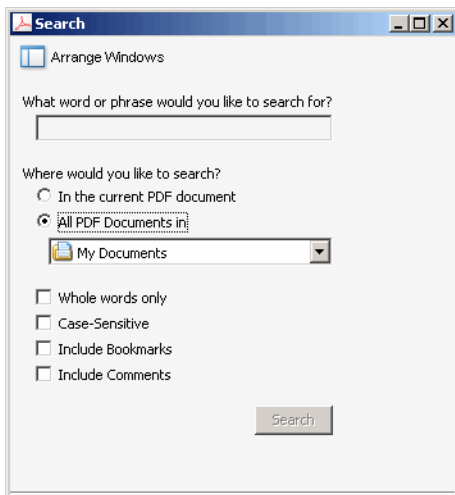 Search
Arrange Windows
What word or phrase would you like to search for?
Where would you like to search?
In the current PDF document
All PDF Documents in
My Documents
Whole words only
Case-Sensitive
Include Bookmarks
Include Comments
Search